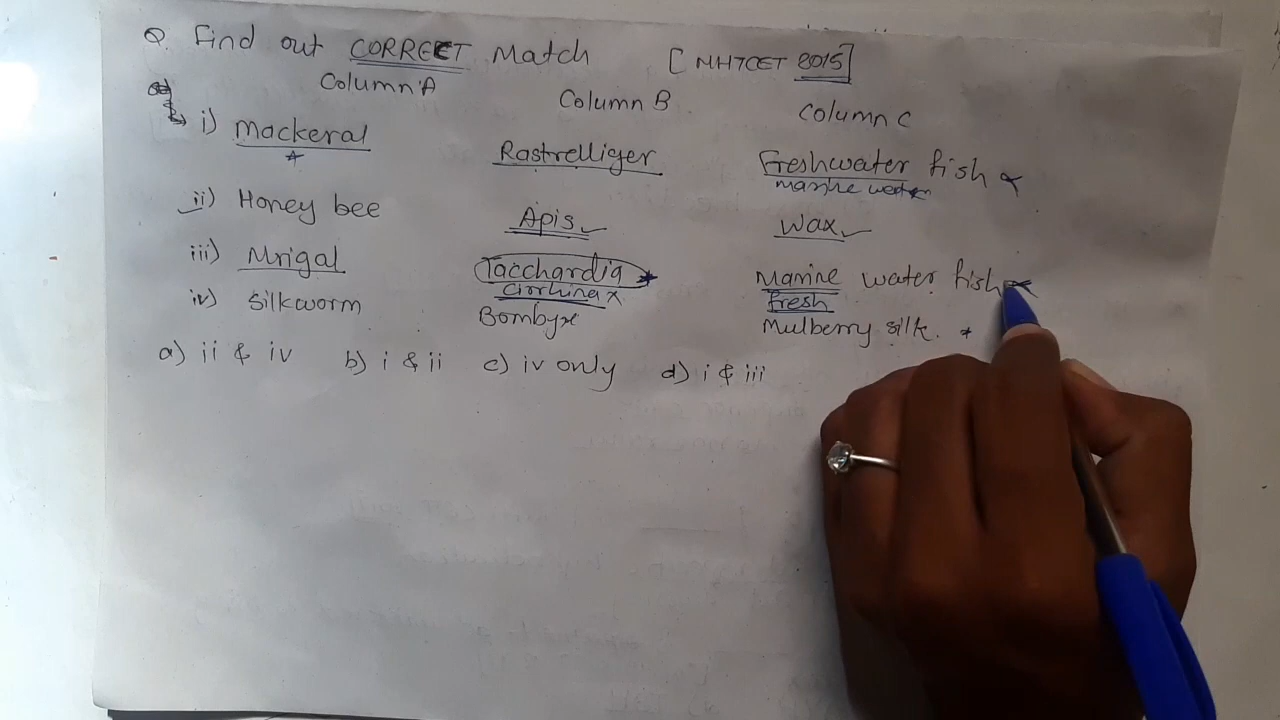 Q. Find out CORRECT Match [MHTCET 2015]
Column A Column B Column C
i) Mackeral Rastrelliger Freshwater fish
marine water
ii) Honey bee Apis Wax
iii) Mrigal Tacchardia Marine water fish
Cirrhina Fresh
iv) Silkworm Bombyx Mulberry silk.
a) ii & iv b) i & ii c) iv only d) i & iii